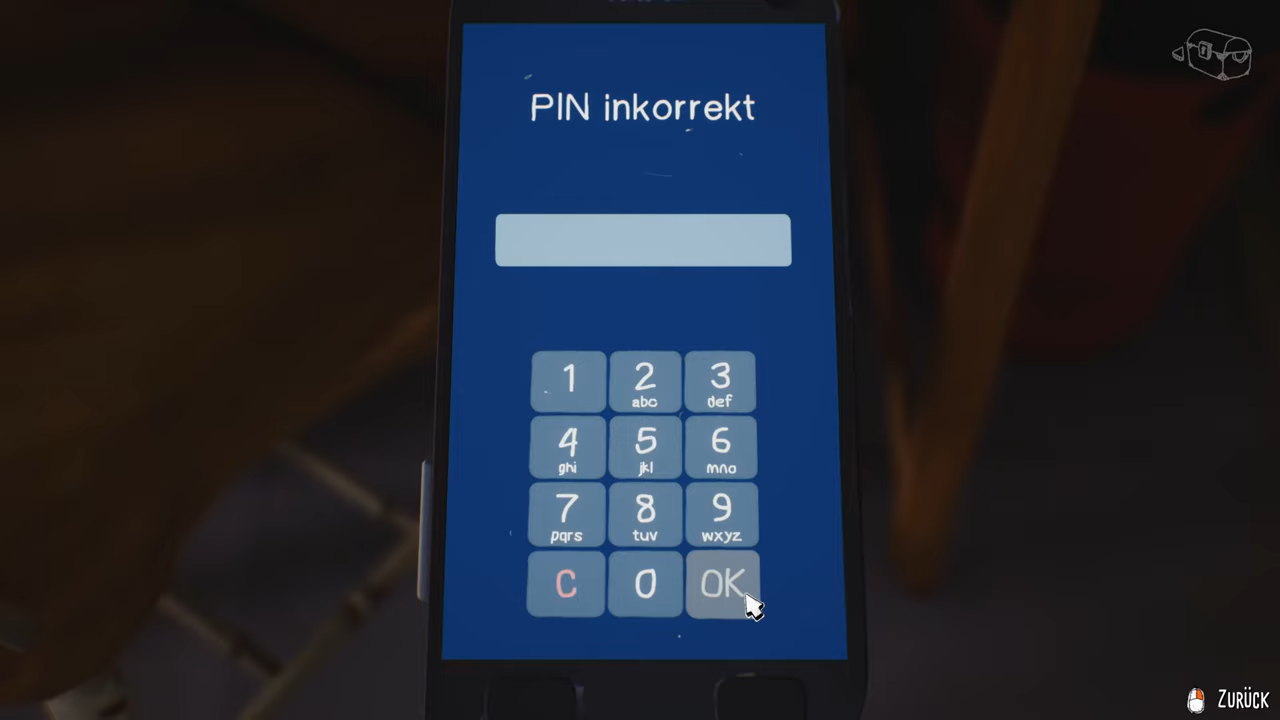 PIN inkorrekt
1 2 3
abc def
4 5 6
ghi jkl mno
7 8 9
pqrs tuv wxyz
C 0 OK
ZURÜCK